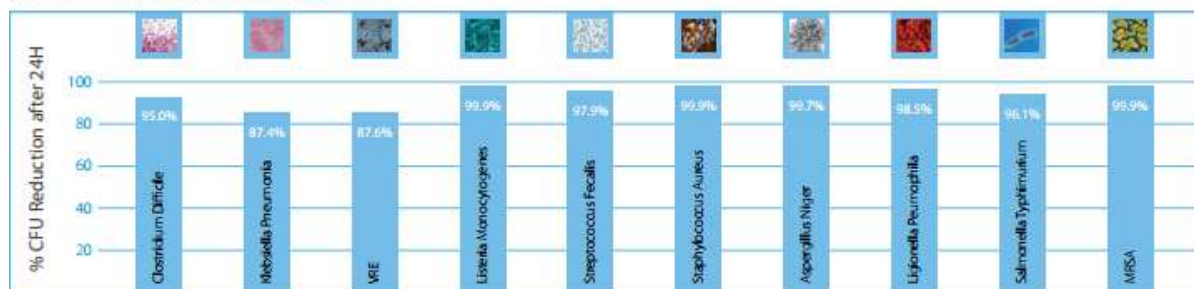 % CFU Reduction after 24H
100
80
60
40
20
95.0%
87.4%
87.6%
99.9%
97.9%
99.9%
99.7%
98.5%
96.1%
99.9%
Clostridium Difficile
Klebsiella Pneumonia
VRE
Listeria Monocytogenes
Streptococcus Fecalis
Staphylococcus Aureus
Aspergillus Niger
Ligionella Peumophila
Salmonella Typhimurium
MRSA